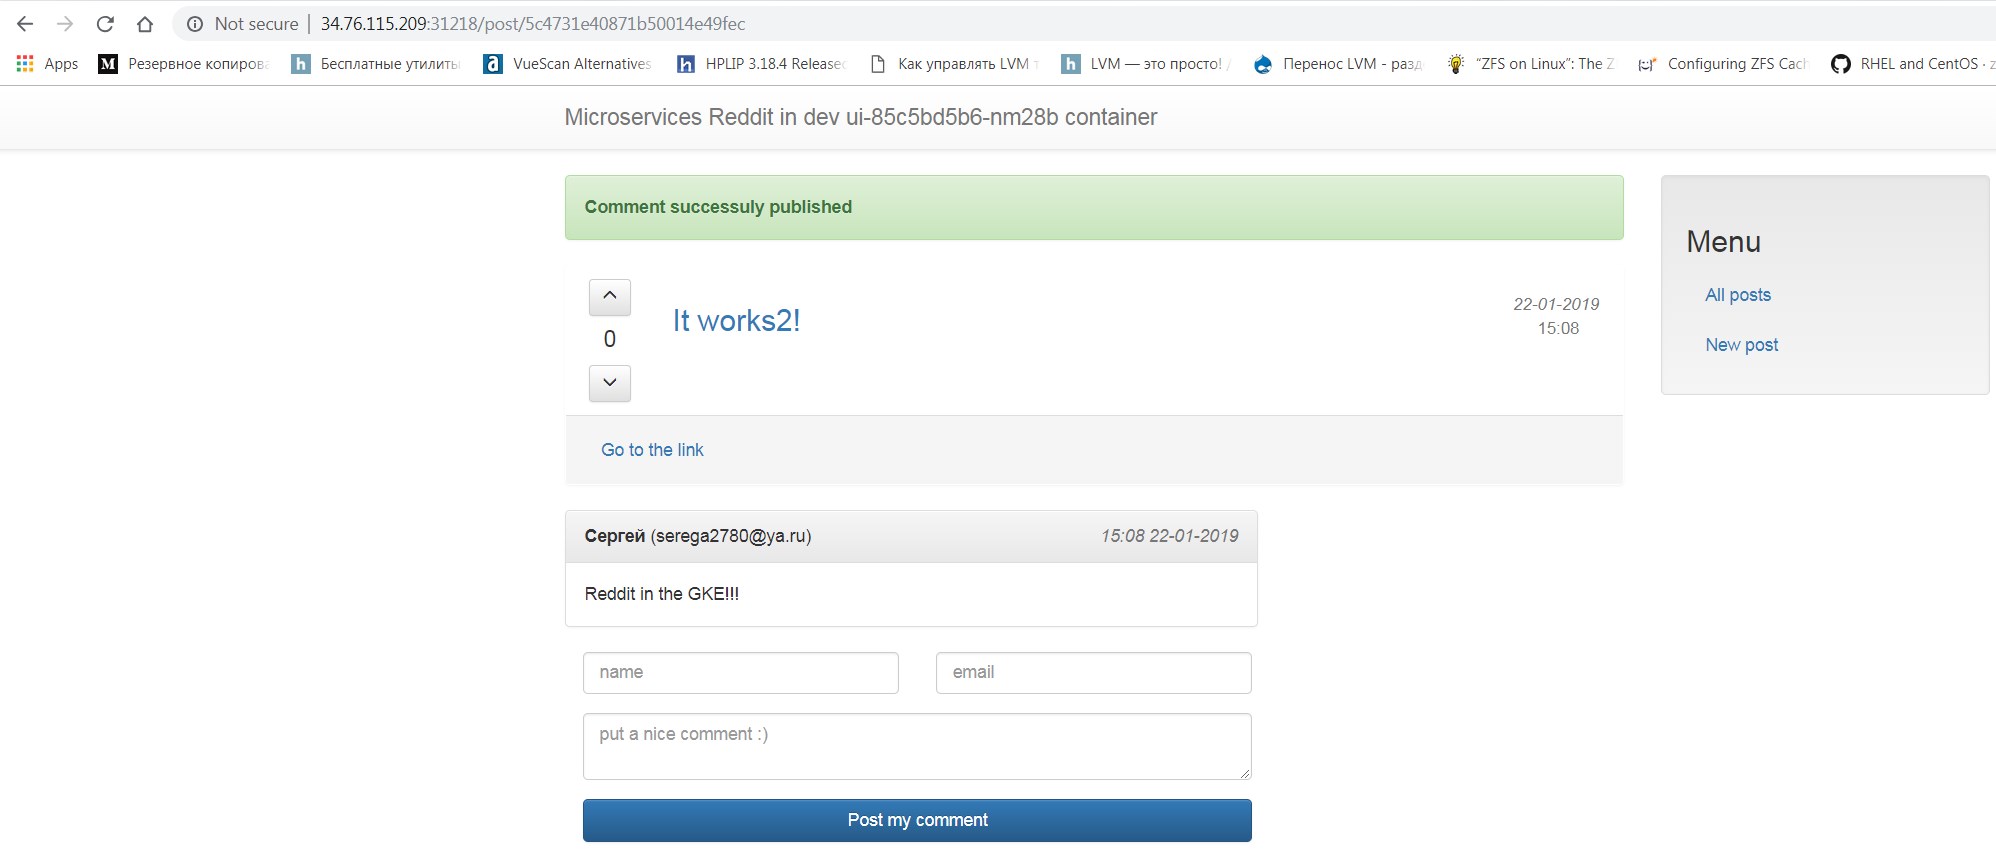 Not secure | 34.76.115.209:31218/post/5c4731e40871b50014e49fec
Apps M Резервное копирова h Бесплатные утилиты a VueScan Alternatives h HPLIP 3.18.4 Released Как управлять LVM т h LVM — это просто! / Перенос LVM - разд “ZFS on Linux”: The Z Configuring ZFS Cach RHEL and CentOS · z
Microservices Reddit in dev ui-85c5bd5b6-nm28b container
Comment successuly published
Menu
All posts
New post
0
It works2!
22-01-2019
15:08
Go to the link
Сергей (serega2780@ya.ru) 15:08 22-01-2019
Reddit in the GKE!!!
name email
put a nice comment :)
Post my comment